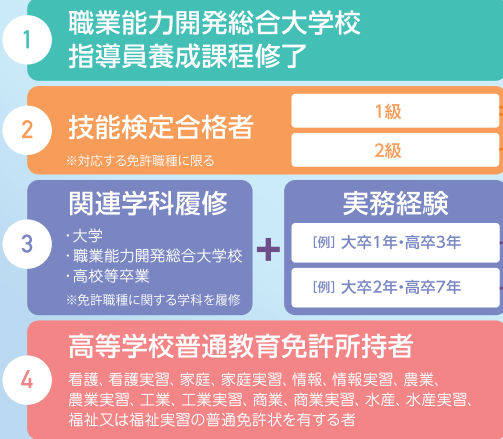 1
職業能力開発総合大学校
指導員養成課程修了
2
技能検定合格者
※対応する免許職種に限る
1級
2級
3
関連学科履修
・大学
・職業能力開発総合大学校
・高校等卒業
※免許職種に関する学科を履修
+
実務経験
[例] 大卒1年・高卒3年
[例] 大卒2年・高卒7年
4
高等学校普通教育免許所持者
看護、看護実習、家庭、家庭実習、情報、情報実習、農業、
農業実習、工業、工業実習、商業、商業実習、水産、水産実習、
福祉又は福祉実習の普通免許状を有する者